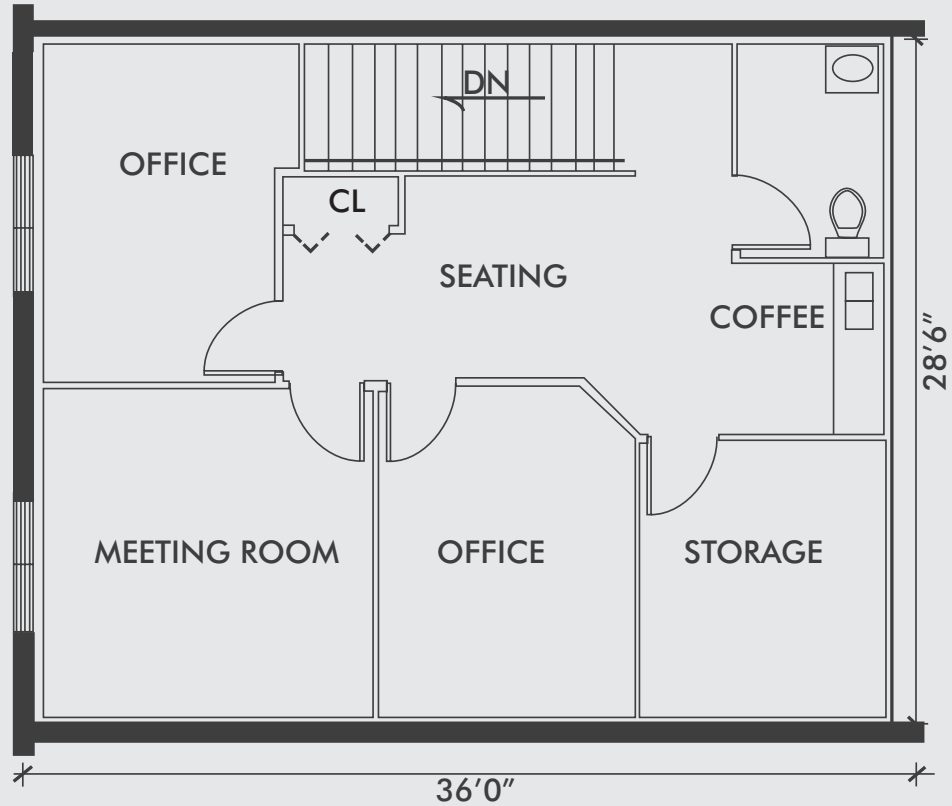 DN
OFFICE
CL
SEATING
COFFEE
28'6"
MEETING ROOM
OFFICE
STORAGE
36'0"